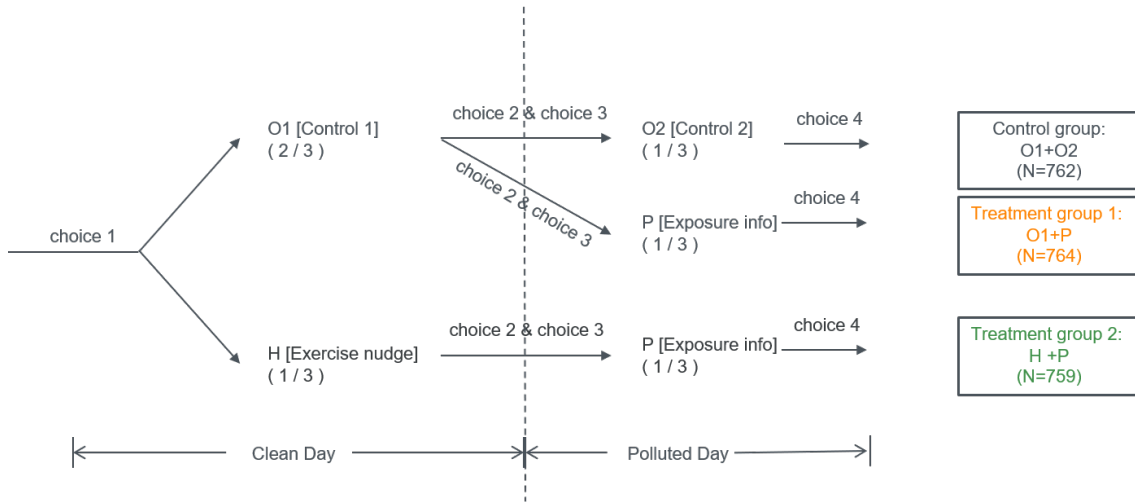 choice 1
O1 [Control 1]
( 2 / 3 )
H [Exercise nudge]
( 1 / 3 )
choice 2 & choice 3
choice 2 & choice 3
choice 2 & choice 3
O2 [Control 2]
( 1 / 3 )
P [Exposure info]
( 1 / 3 )
P [Exposure info]
( 1 / 3 )
choice 4
choice 4
choice 4
Control group:
O1+O2
(N=762)
Treatment group 1:
O1+P
(N=764)
Treatment group 2:
H +P
(N=759)
Clean Day
Polluted Day